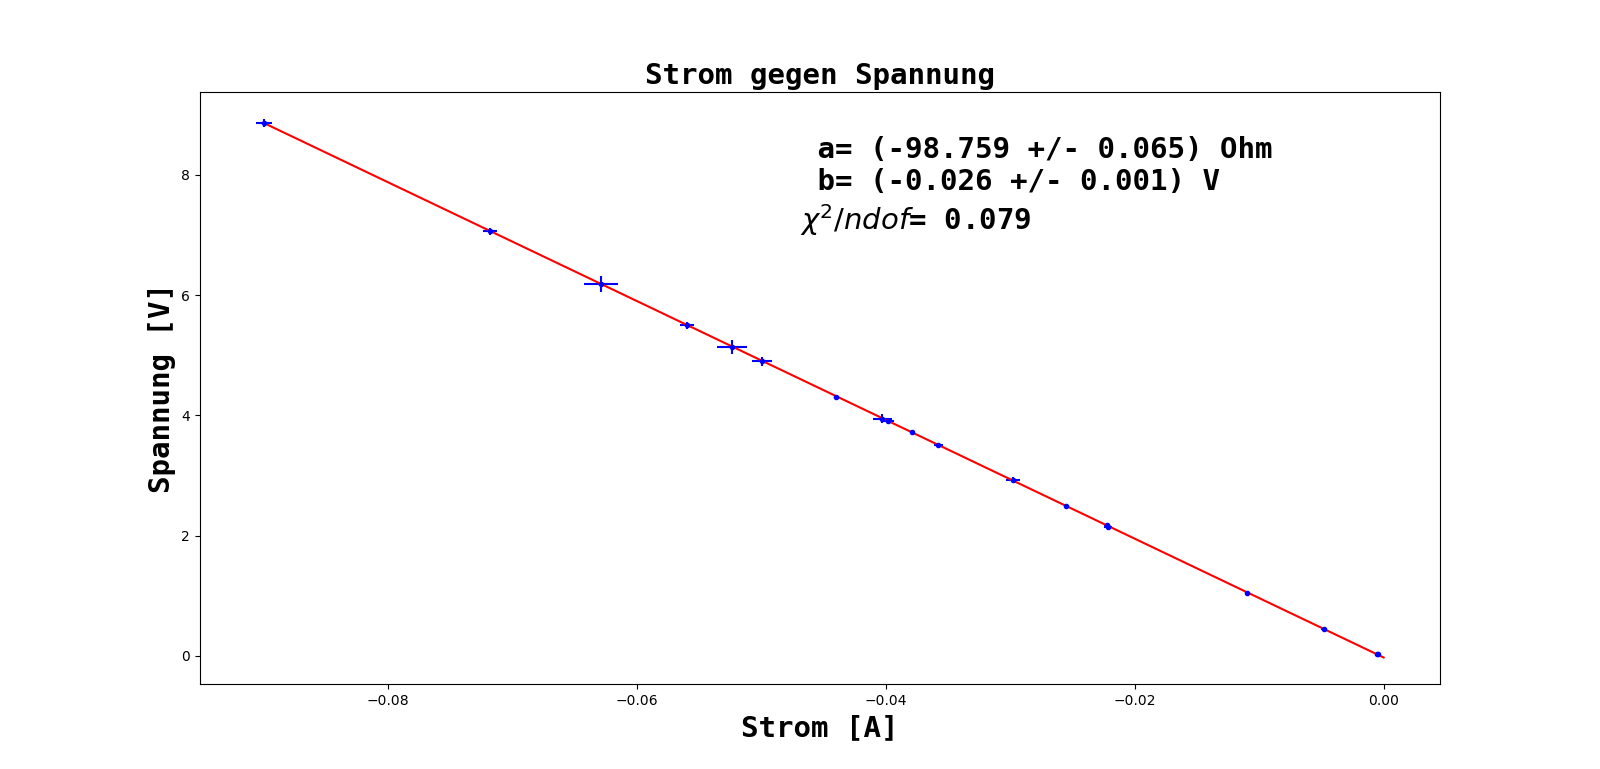 Strom gegen Spannung
a= (-98.759 +/- 0.065) Ohm
b= (-0.026 +/- 0.001) V
χ²/ndof= 0.079
Spannung [V]
8
6
4
2
0
−0.08 −0.06 −0.04 −0.02 0.00
Strom [A]